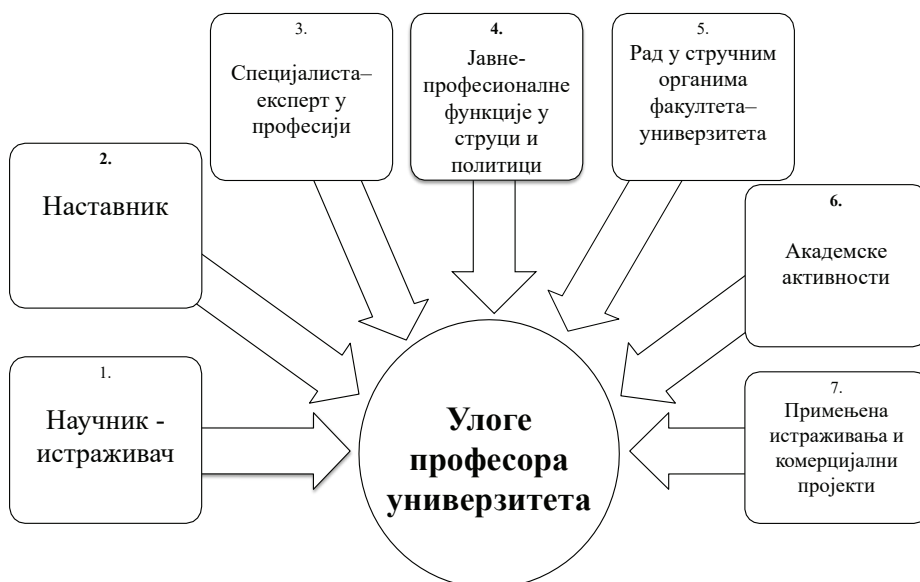 1.
Научник -
истраживач
2.
Наставник
3.
Специјалиста–
експерт у
професији
4.
Јавне-
професионалне
функције у
струци и
политици
5.
Рад у стручним
органима
факултета–
универзитета
6.
Академске
активности
7.
Примењена
истраживања и
комерцијални
пројекти
Улоге
професора
универзитета